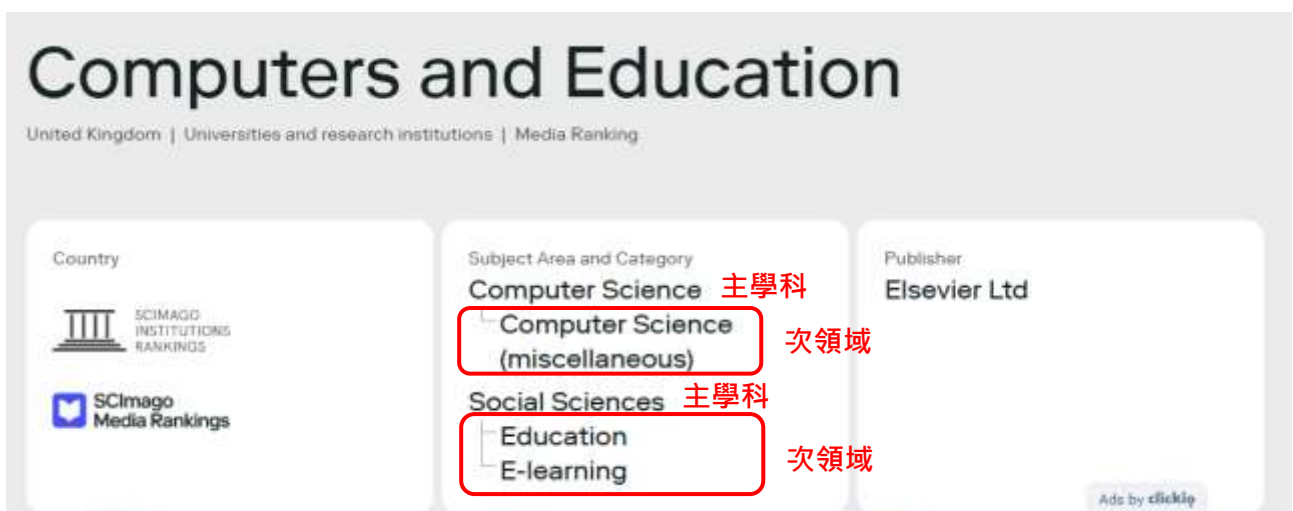 Computers and Education
United Kingdom | Universities and research institutions | Media Ranking
Country
SCIMAGO
INSTITUTIONS
RANKINGS
SCImago
Media Rankings
Subject Area and Category
Computer Science 主學科
Computer Science
(miscellaneous)
次領域
Social Sciences 主學科
Education
E-learning
次領域
Publisher
Elsevier Ltd
Ads by clickio